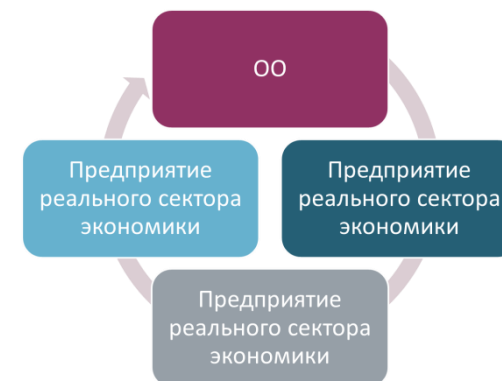 ОО
Предприятие
реального сектора
экономики
Предприятие
реального сектора
экономики
Предприятие
реального сектора
экономики